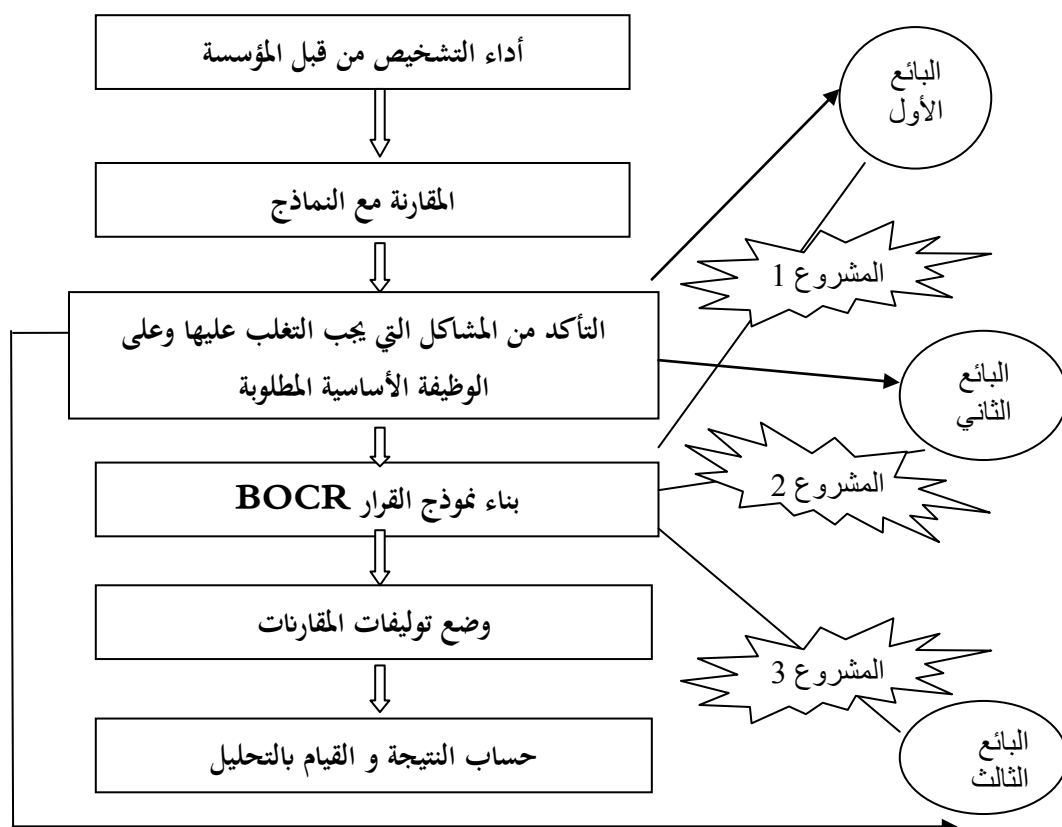 أداء التشخيص من قبل المؤسسة
البائع
الأول
المقارنة مع النماذج
المشروع 1
التأكد من المشاكل التي يجب التغلب عليها وعلى
الوظيفة الأساسية المطلوبة
البائع
الثاني
بناء نموذج القرار BOCR
المشروع 2
وضع توليفات المقارنات
المشروع 3
حساب النتيجة و القيام بالتحليل
البائع
الثالث